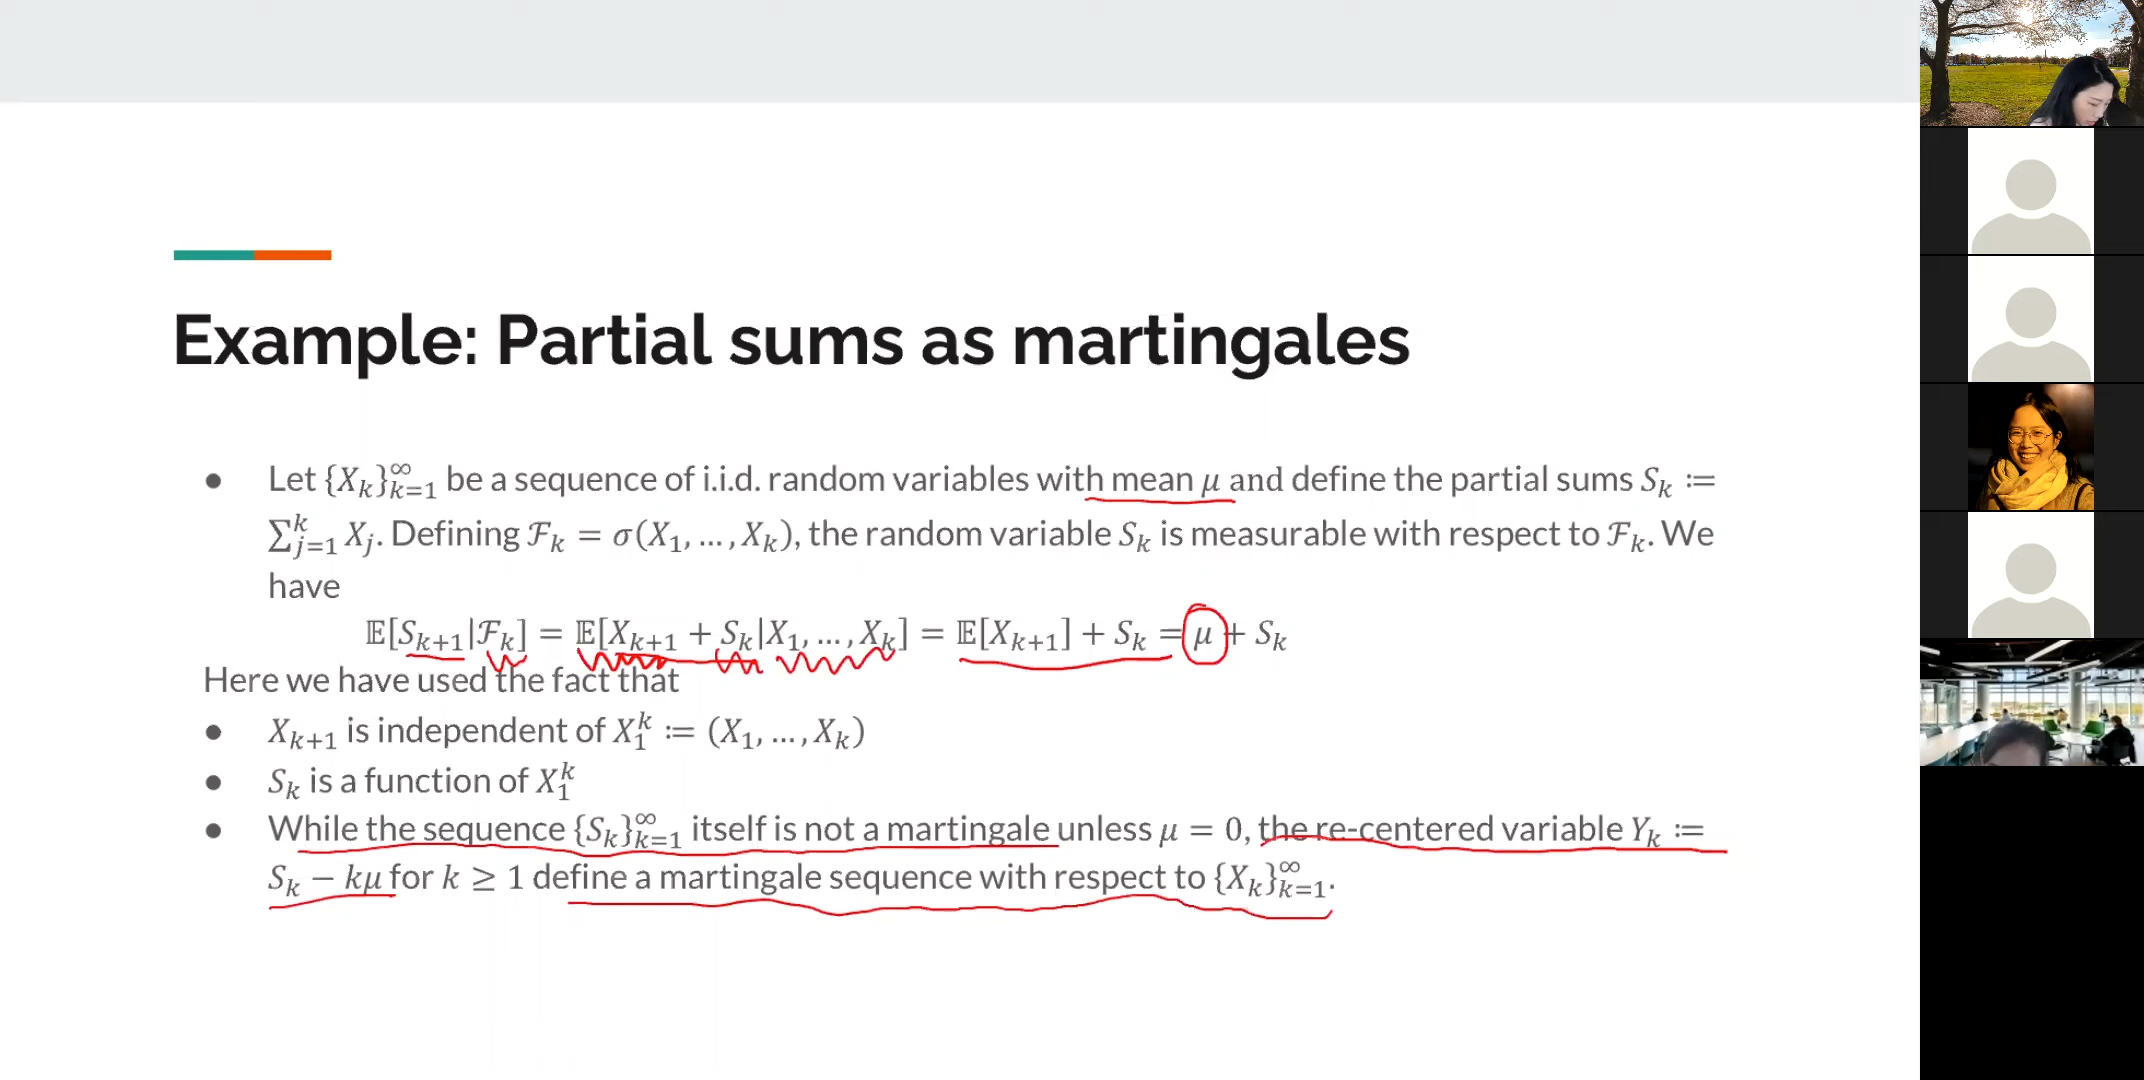 Example: Partial sums as martingales
● Let {X_k}_{k=1}^∞ be a sequence of i.i.d. random variables with mean μ and define the partial sums S_k ≔
∑_{j=1}^k X_j. Defining ℱ_k = σ(X_1, …, X_k), the random variable S_k is measurable with respect to ℱ_k. We
have
𝔼[S_{k+1}|ℱ_k] = 𝔼[X_{k+1} + S_k|X_1, …, X_k] = 𝔼[X_{k+1}] + S_k = μ + S_k
Here we have used the fact that
● X_{k+1} is independent of X_1^k ≔ (X_1, …, X_k)
● S_k is a function of X_1^k
● While the sequence {S_k}_{k=1}^∞ itself is not a martingale unless μ = 0, the re-centered variable Y_k ≔
S_k − kμ for k ≥ 1 define a martingale sequence with respect to {X_k}_{k=1}^∞.